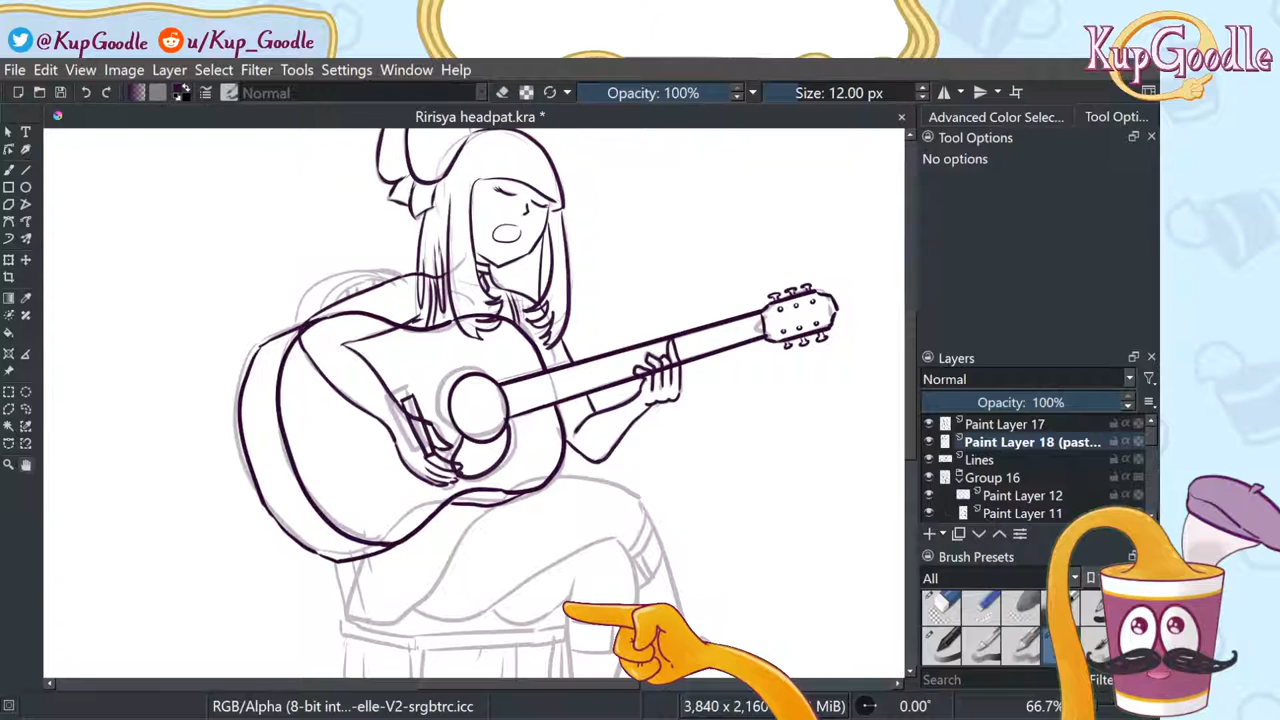 @KupGoodle u/Kup_Goodle
KupGoodle
File Edit View Image Layer Select Filter Tools Settings Window Help
Normal Opacity: 100% Size: 12.00 px
Ririsya headpat.kra *
Advanced Color Selec... Tool Opti...
Tool Options
No options
Layers
Normal
Opacity: 100%
Paint Layer 17
Paint Layer 18 (past...
Lines
Group 16
Paint Layer 12
Paint Layer 11
Brush Presets
All
Search
RGB/Alpha (8-bit int...-elle-V2-srgbtrc.icc 3,840 x 2,160 MiB) 0.00° 66.7%